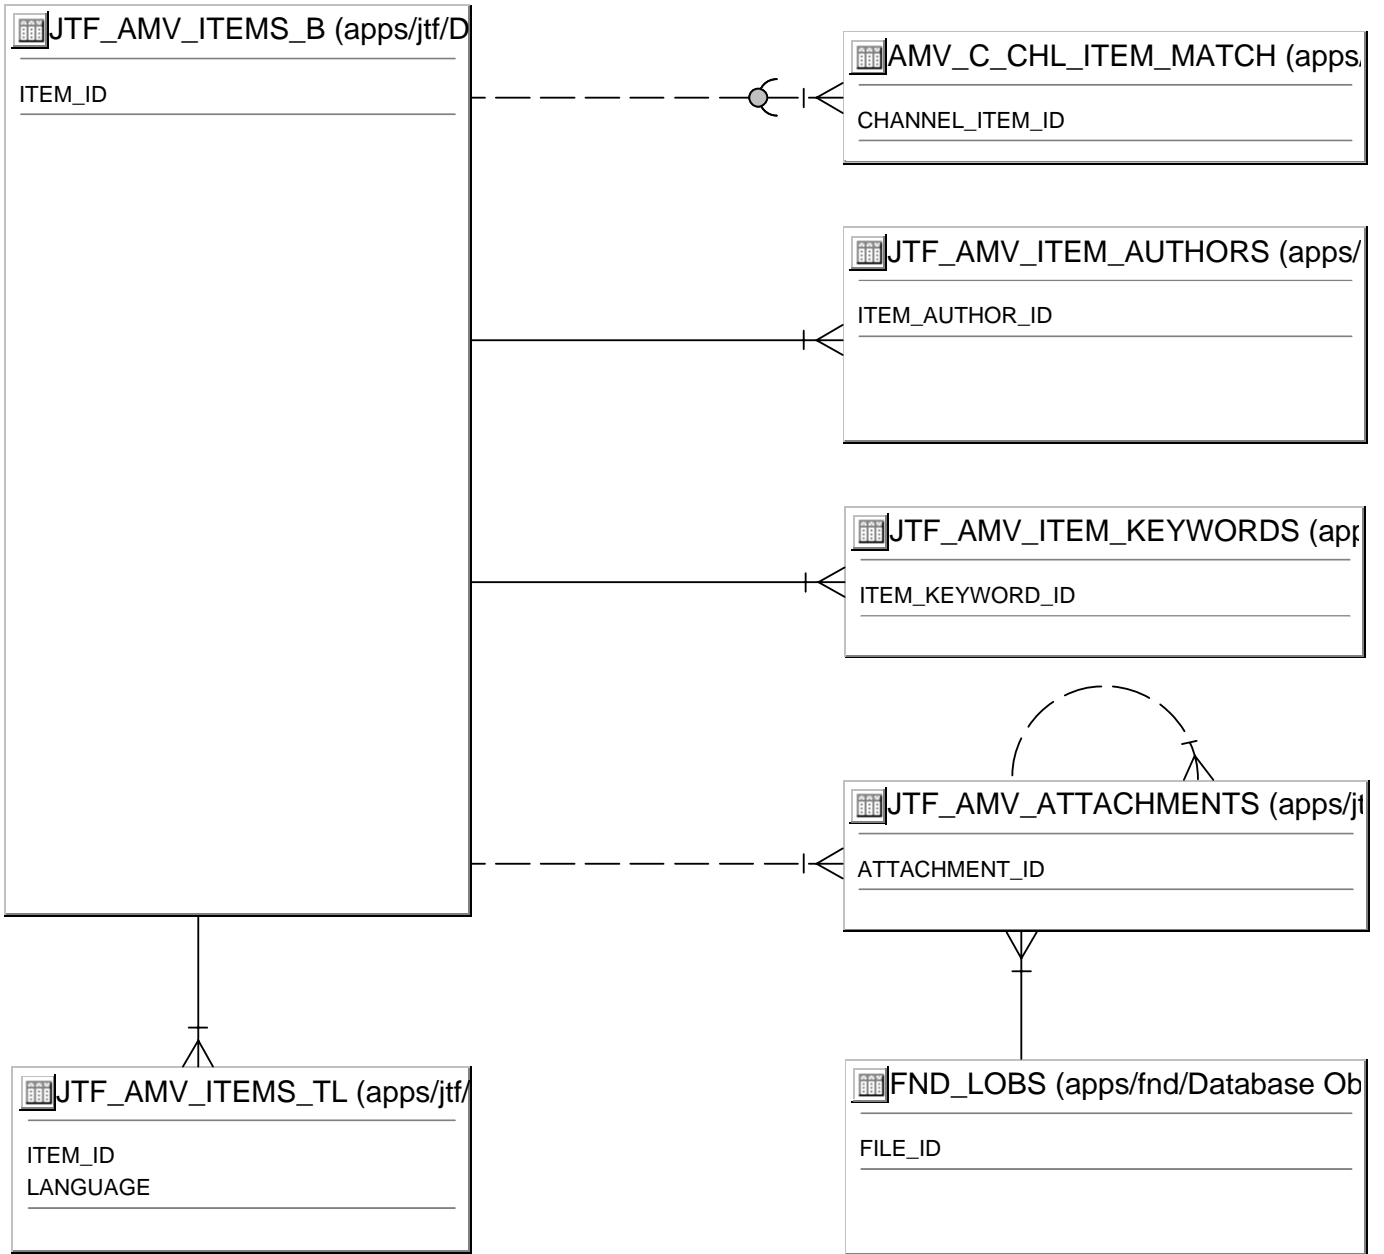 JTF_AMV_ITEMS_B (apps/jtf/D
ITEM_ID
AMV_C_CHL_ITEM_MATCH (apps/
CHANNEL_ITEM_ID
JTF_AMV_ITEM_AUTHORS (apps/
ITEM_AUTHOR_ID
JTF_AMV_ITEM_KEYWORDS (app
ITEM_KEYWORD_ID
JTF_AMV_ATTACHMENTS (apps/jt
ATTACHMENT_ID
JTF_AMV_ITEMS_TL (apps/jtf/
ITEM_ID
LANGUAGE
FND_LOBS (apps/fnd/Database Ob
FILE_ID